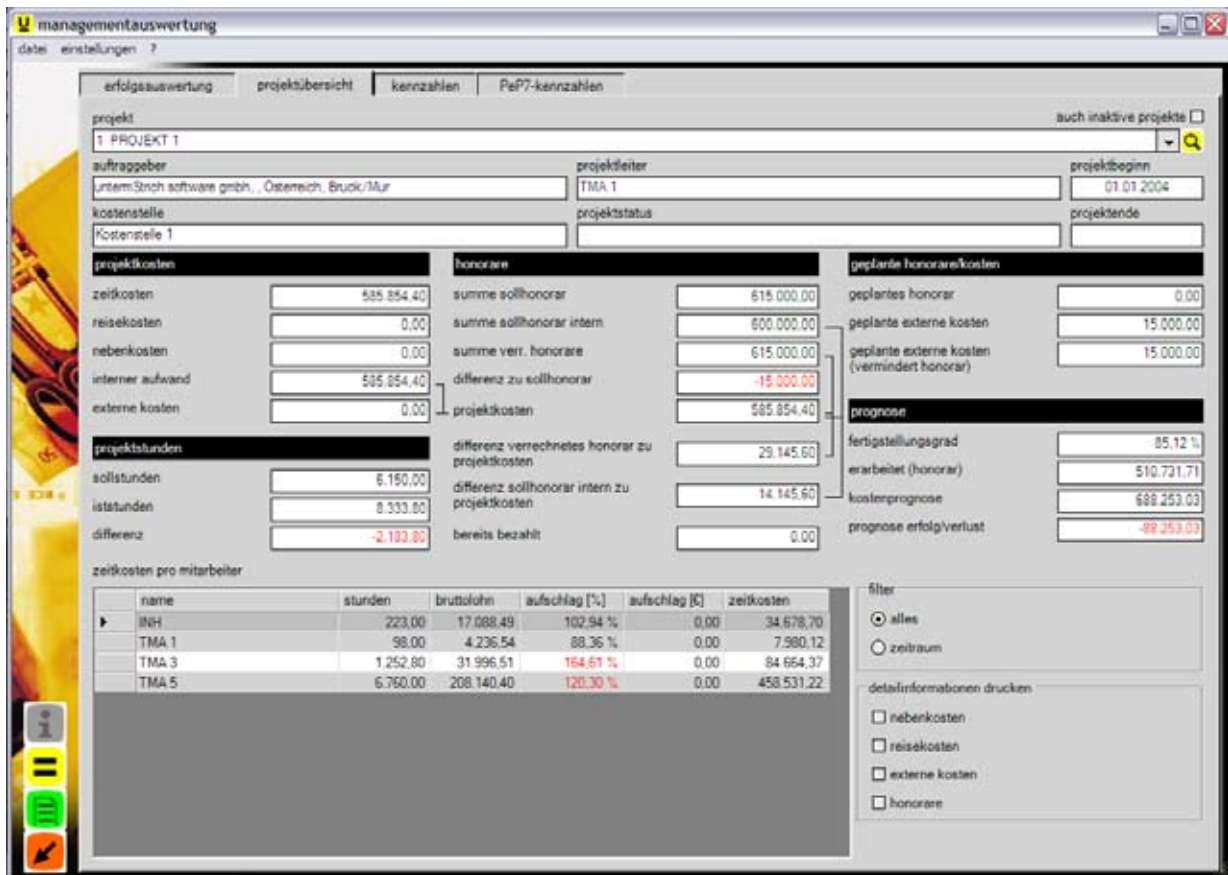 managementauswertung
datei einstellungen ?
erfolgsauswertung projektübersicht kennzahlen PeP7-kennzahlen
projekt auch inaktive projekte
1 PROJEKT 1
auftraggeber projektleiter projektbeginn
untermStrich software gmbh, , Österreich, Bruck/Mur TMA 1 01.01.2004
kostenstelle projektstatus projektende
Kostenstelle 1
projektkosten honorare geplante honorare/kosten
zeitkosten 585.854,40 summe sollhonorar 615.000,00 geplantes honorar 0,00
reisekosten 0,00 summe sollhonorar intern 600.000,00 geplante externe kosten 15.000,00
nebenkosten 0,00 summe verr. honorare 615.000,00 geplante externe kosten 15.000,00
(vermindert honorar)
interner aufwand 585.854,40 differenz zu sollhonorar -15.000,00
externe kosten 0,00 projektkosten 585.854,40 prognose
projektstunden differenz verrechnetes honorar zu 29.145,60 fertigstellungsgrad 85,12 %
projektkosten
sollstunden 6.150,00 erarbeitet (honorar) 510.731,71
differenz sollhonorar intern zu 14.145,60
iststunden 8.333,80 projektkosten kostenprognose 688.253,03
differenz -2.183,80 bereits bezahlt 0,00 prognose erfolg/verlust -88.253,03
zeitkosten pro mitarbeiter
name stunden bruttolohn aufschlag [%] aufschlag [€] zeitkosten
INH 223,00 17.088,49 102,94 % 0,00 34.678,70
TMA 1 98,00 4.236,54 88,36 % 0,00 7.980,12
TMA 3 1.252,80 31.996,51 164,61 % 0,00 84.664,37
TMA 5 6.760,00 208.140,40 120,30 % 0,00 458.531,22
filter
alles
zeitraum
detailinformationen drucken
nebenkosten
reisekosten
externe kosten
honorare